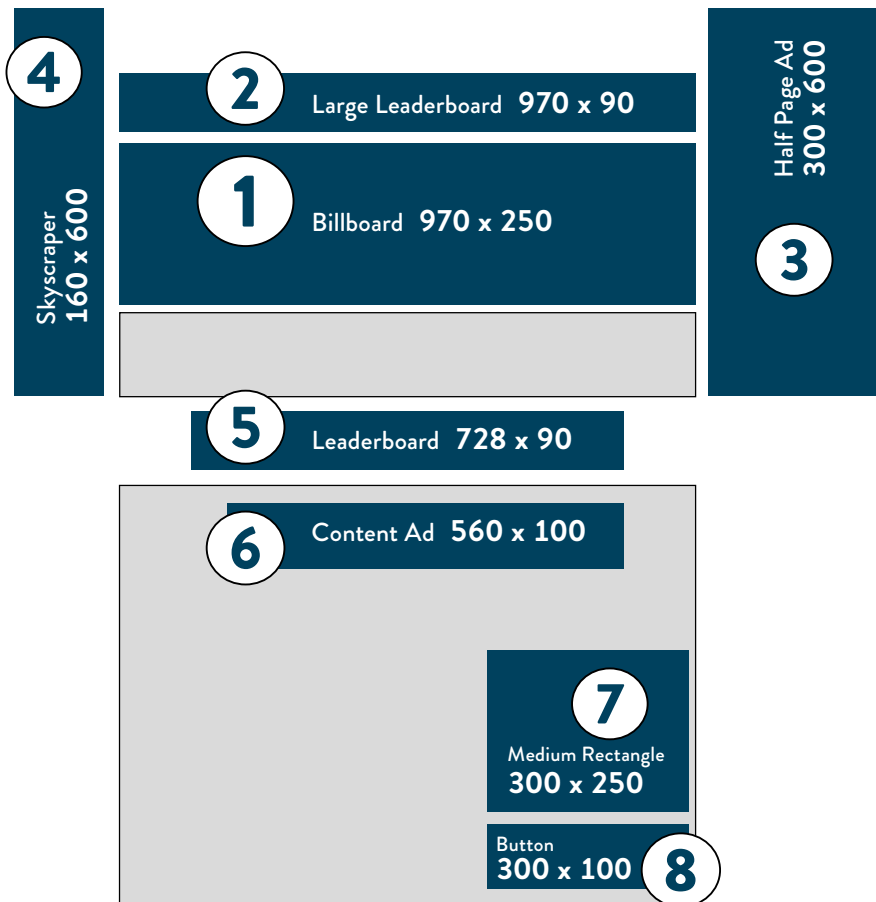 4
Skyscraper
160 x 600
2
Large Leaderboard 970 x 90
1
Billboard 970 x 250
Half Page Ad
300 x 600
3
5
Leaderboard 728 x 90
6
Content Ad 560 x 100
7
Medium Rectangle
300 x 250
Button
300 x 100
8